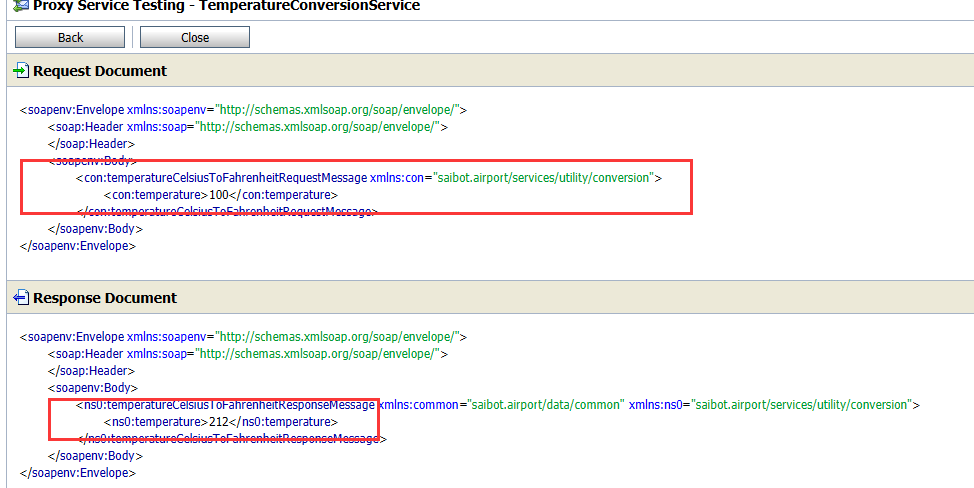 Proxy Service Testing - TemperatureConversionService
Back Close
Request Document
<soapenv:Envelope xmlns:soapenv="http://schemas.xmlsoap.org/soap/envelope/">
<soap:Header xmlns:soap="http://schemas.xmlsoap.org/soap/envelope/">
</soap:Header>
<soapenv:Body>
<con:temperatureCelsiusToFahrenheitRequestMessage xmlns:con="saibot.airport/services/utility/conversion">
<con:temperature>100</con:temperature>
</con:temperatureCelsiusToFahrenheitRequestMessage>
</soapenv:Body>
</soapenv:Envelope>
Response Document
<soapenv:Envelope xmlns:soapenv="http://schemas.xmlsoap.org/soap/envelope/">
<soap:Header xmlns:soap="http://schemas.xmlsoap.org/soap/envelope/">
</soap:Header>
<soapenv:Body>
<ns0:temperatureCelsiusToFahrenheitResponseMessage xmlns:common="saibot.airport/data/common" xmlns:ns0="saibot.airport/services/utility/conversion">
<ns0:temperature>212</ns0:temperature>
</ns0:temperatureCelsiusToFahrenheitResponseMessage>
</soapenv:Body>
</soapenv:Envelope>